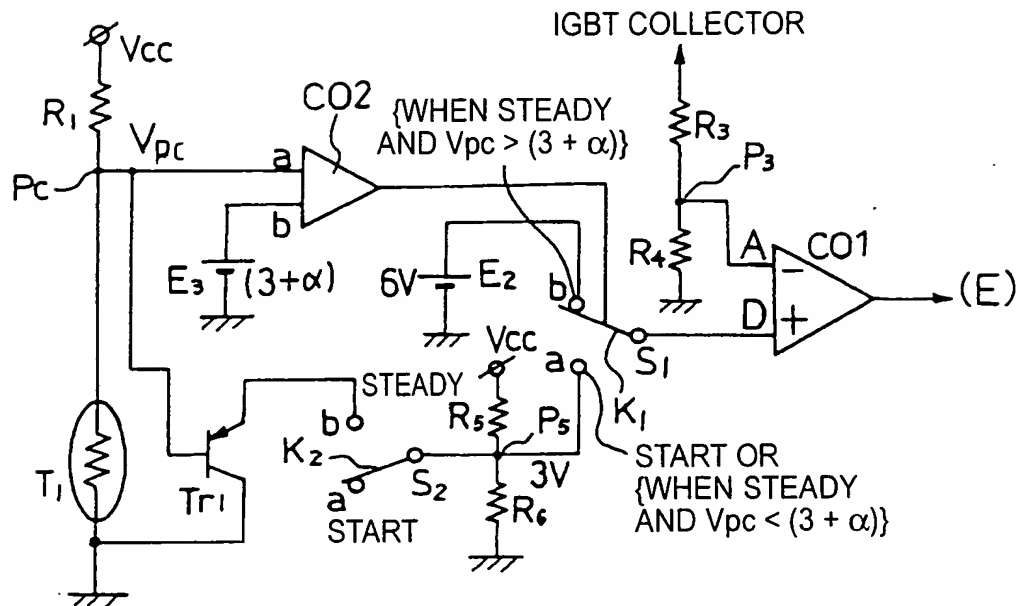 IGBT COLLECTOR
Vcc
CO2
{WHEN STEADY
AND Vpc > (3 + α)}
R1
Vpc
R3
a
P3
Pc
b
R4
A
CO1
E3
(3+α)
6V
E2
b
−
(E)
D
+
Vcc
S1
a
STEADY
K1
b
R5
P5
K2
START OR
{WHEN STEADY
AND Vpc < (3 + α)}
T1
S2
3V
Tr1
a
R6
START